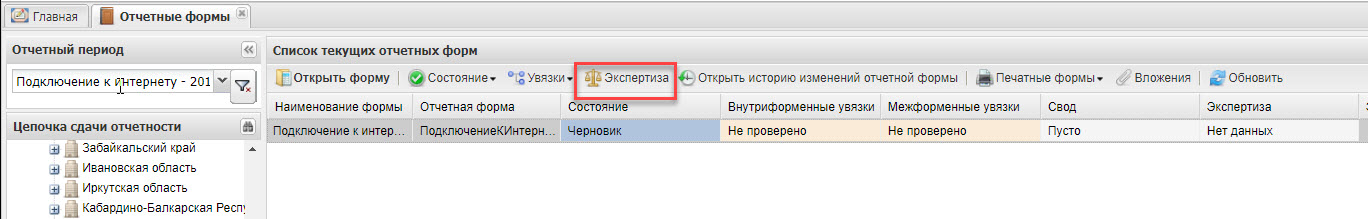 Главная Отчетные формы
Отчетный период
Подключение к интернету - 201
Цепочка сдачи отчетности
Забайкальский край
Ивановская область
Иркутская область
Кабардино-Балкарская Респу
Список текущих отчетных форм
Открыть форму Состояние Увязки Экспертиза Открыть историю изменений отчетной формы Печатные формы Вложения Обновить
Наименование формы Отчетная форма Состояние Внутриформенные увязки Межформенные увязки Свод Экспертиза
Подключение к интер... ПодключениеКИнтерн... Черновик Не проверено Не проверено Пусто Нет данных